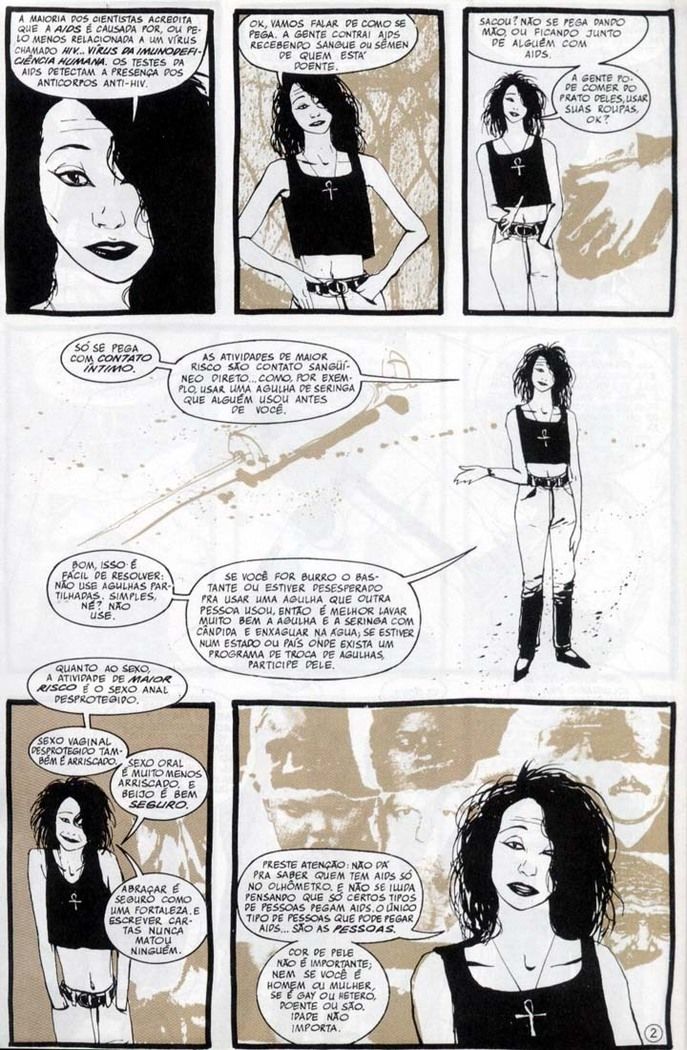 A MAIORIA DOS CIENTISTAS ACREDITA
QUE A AIDS É CAUSADA POR, OU PE-
LO MENOS RELACIONADA A UM VÍRUS
CHAMADO HIV... VÍRUS DA IMUNODEFI-
CIÊNCIA HUMANA. OS TESTES DA
AIDS DETECTAM A PRESENÇA DOS
ANTICORPOS ANTI-HIV.
OK, VAMOS FALAR DE COMO SE
PEGA. A GENTE CONTRAI AIDS
RECEBENDO SANGUE OU SÊMEN
DE QUEM ESTÁ
DOENTE.
SACOU? NÃO SE PEGA DANDO
MÃO, OU FICANDO JUNTO
DE ALGUÉM COM
AIDS.
A GENTE PO-
DE COMER DO
PRATO DELES, USAR
SUAS ROUPAS,
OK?
SÓ SE PEGA
COM CONTATO
ÍNTIMO.
AS ATIVIDADES DE MAIOR
RISCO SÃO CONTATO SANGÜÍ-
NEO DIRETO... COMO, POR EXEM-
PLO, USAR UMA AGULHA DE SERINGA
QUE ALGUÉM USOU ANTES
DE VOCÊ.
BOM, ISSO É
FÁCIL DE RESOLVER:
NÃO USE AGULHAS PAR-
TILHADAS. SIMPLES,
NÉ? NÃO
USE.
SE VOCÊ FOR BURRO O BAS-
TANTE OU ESTIVER DESESPERADO
PRA USAR UMA AGULHA QUE OUTRA
PESSOA USOU, ENTÃO É MELHOR LAVAR
MUITO BEM A AGULHA E A SERINGA COM
CÂNDIDA E ENXAGUAR NA ÁGUA; SE ESTIVER
NUM ESTADO OU PAÍS ONDE EXISTA UM
PROGRAMA DE TROCA DE AGULHAS,
PARTICIPE DELE.
QUANTO AO SEXO,
A ATIVIDADE DE MAIOR
RISCO É O SEXO ANAL
DESPROTEGIDO.
SEXO VAGINAL
DESPROTEGIDO TAM-
BÉM É ARRISCADO.
SEXO ORAL
É MUITO MENOS
ARRISCADO, E
BEIJO É BEM
SEGURO.
ABRAÇAR É
SEGURO COMO
UMA FORTALEZA. E
ESCREVER CAR-
TAS NUNCA
MATOU
NINGUÉM.
PRESTE ATENÇÃO: NÃO DÁ
PRA SABER QUEM TEM AIDS SÓ
NO OLHÔMETRO. E NÃO SE ILUDA
PENSANDO QUE SÓ CERTOS TIPOS
DE PESSOAS PEGAM AIDS. O ÚNICO
TIPO DE PESSOAS QUE PODE PEGAR
AIDS... SÃO AS PESSOAS.
COR DE PELE
NÃO É IMPORTANTE;
NEM SE VOCÊ É
HOMEM OU MULHER,
SE É GAY OU HETERO,
DOENTE OU SÃO.
IDADE NÃO
IMPORTA.
2